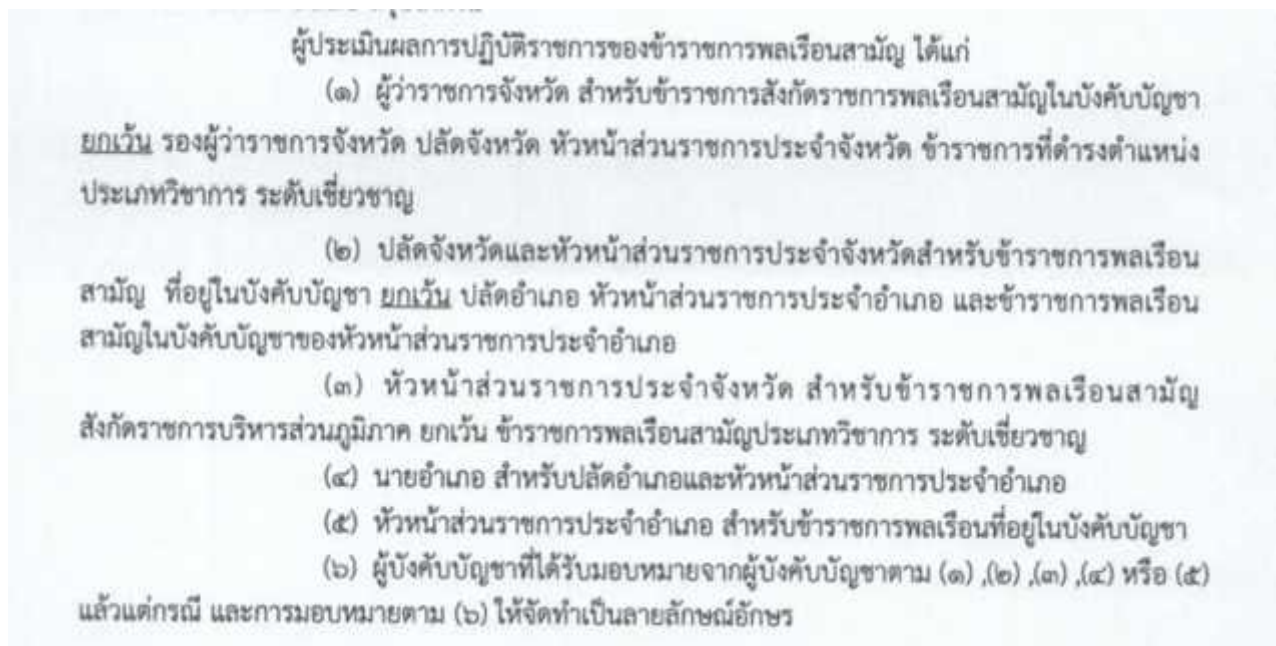 ผู้ประเมินผลการปฏิบัติราชการของข้าราชการพลเรือนสามัญ ได้แก่
(๑) ผู้ว่าราชการจังหวัด สำหรับข้าราชการสังกัดราชการพลเรือนสามัญในบังคับบัญชา
ยกเว้น รองผู้ว่าราชการจังหวัด ปลัดจังหวัด หัวหน้าส่วนราชการประจำจังหวัด ข้าราชการที่ดำรงตำแหน่ง
ประเภทวิชาการ ระดับเชี่ยวชาญ
(๒) ปลัดจังหวัดและหัวหน้าส่วนราชการประจำจังหวัดสำหรับข้าราชการพลเรือน
สามัญ ที่อยู่ในบังคับบัญชา ยกเว้น ปลัดอำเภอ หัวหน้าส่วนราชการประจำอำเภอ และข้าราชการพลเรือน
สามัญในบังคับบัญชาของหัวหน้าส่วนราชการประจำอำเภอ
(๓) หัวหน้าส่วนราชการประจำจังหวัด สำหรับข้าราชการพลเรือนสามัญ
สังกัดราชการบริหารส่วนภูมิภาค ยกเว้น ข้าราชการพลเรือนสามัญประเภทวิชาการ ระดับเชี่ยวชาญ
(๔) นายอำเภอ สำหรับปลัดอำเภอและหัวหน้าส่วนราชการประจำอำเภอ
(๕) หัวหน้าส่วนราชการประจำอำเภอ สำหรับข้าราชการพลเรือนที่อยู่ในบังคับบัญชา
(๖) ผู้บังคับบัญชาที่ได้รับมอบหมายจากผู้บังคับบัญชาตาม (๑) ,(๒) ,(๓) ,(๔) หรือ (๕)
แล้วแต่กรณี และการมอบหมายตาม (๖) ให้จัดทำเป็นลายลักษณ์อักษร